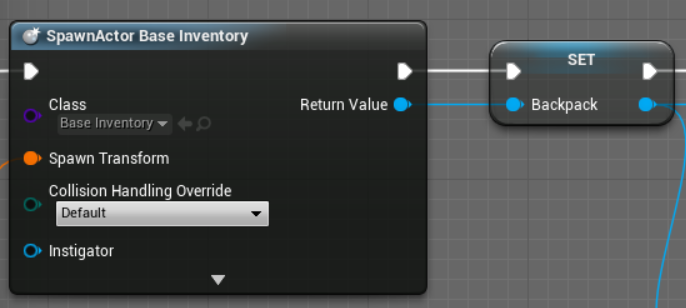 SpawnActor Base Inventory
SET
Class
Base Inventory
Return Value
Backpack
Spawn Transform
Collision Handling Override
Default
Instigator